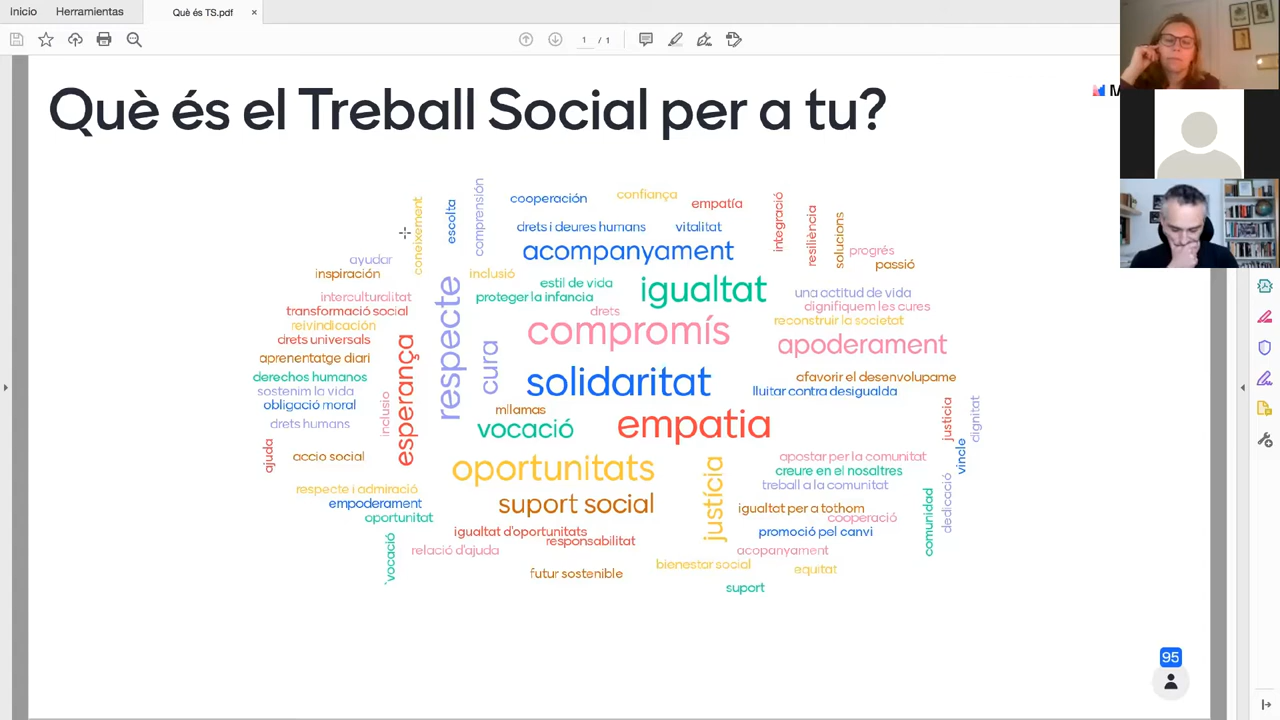 Inicio Herramientas Què és TS.pdf ×
1 / 1
Què és el Treball Social per a tu?
M
coneixement
escolta
comprensión
cooperación
confiança
empatía
drets i deures humans
vitalitat
integració
resiliència
solucions
acompanyament
progrés
passió
ayudar
inspiración
inclusió
estil de vida
igualtat
una actitud de vida
interculturalitat
respecte
proteger la infancia
dignifiquem les cures
transformació social
drets
reivindicación
compromís
reconstruir la societat
drets universals
esperança
cura
apoderament
aprenentatge diari
derechos humanos
solidaritat
afavorir el desenvolupame
sostenim la vida
lluitar contra desigualda
obligació moral
inclusio
mllamas
justicia
dignitat
drets humans
vocació
empatia
vincle
ajuda
accio social
oportunitats
justícia
apostar per la comunitat
creure en el nosaltres
treball a la comunitat
respecte i admiració
dedicació
empoderament
suport social
igualtat per a tothom
comunidad
oportunitat
cooperació
igualtat d'oportunitats
promoció pel canvi
responsabilitat
`vocació
relació d'ajuda
acopanyament
bienestar social
equitat
futur sostenible
suport
95